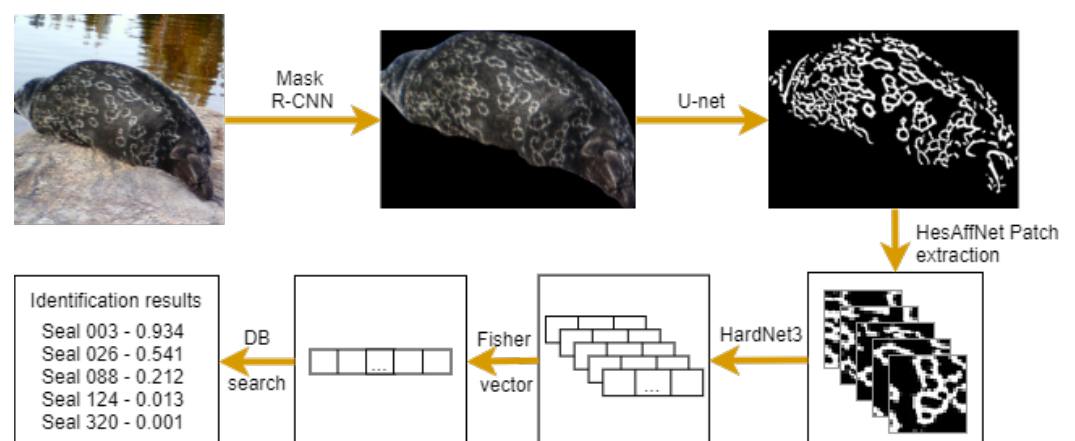 Mask
R-CNN
U-net
HesAffNet Patch
extraction
HardNet3
...
Fisher
vector
...
DB
search
Identification results
Seal 003 - 0.934
Seal 026 - 0.541
Seal 088 - 0.212
Seal 124 - 0.013
Seal 320 - 0.001